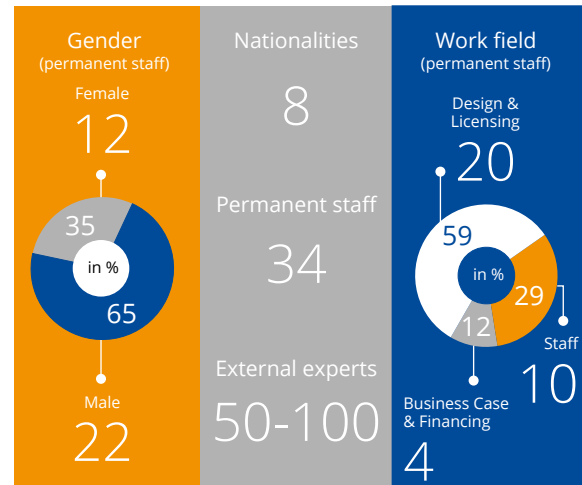 Gender
(permanent staff)
Female
12
35
in %
65
Male
22
Nationalities
8
Permanent staff
34
External experts
50-100
Work field
(permanent staff)
Design &
Licensing
20
59
in %
29
12
Staff
10
Business Case
& Financing
4